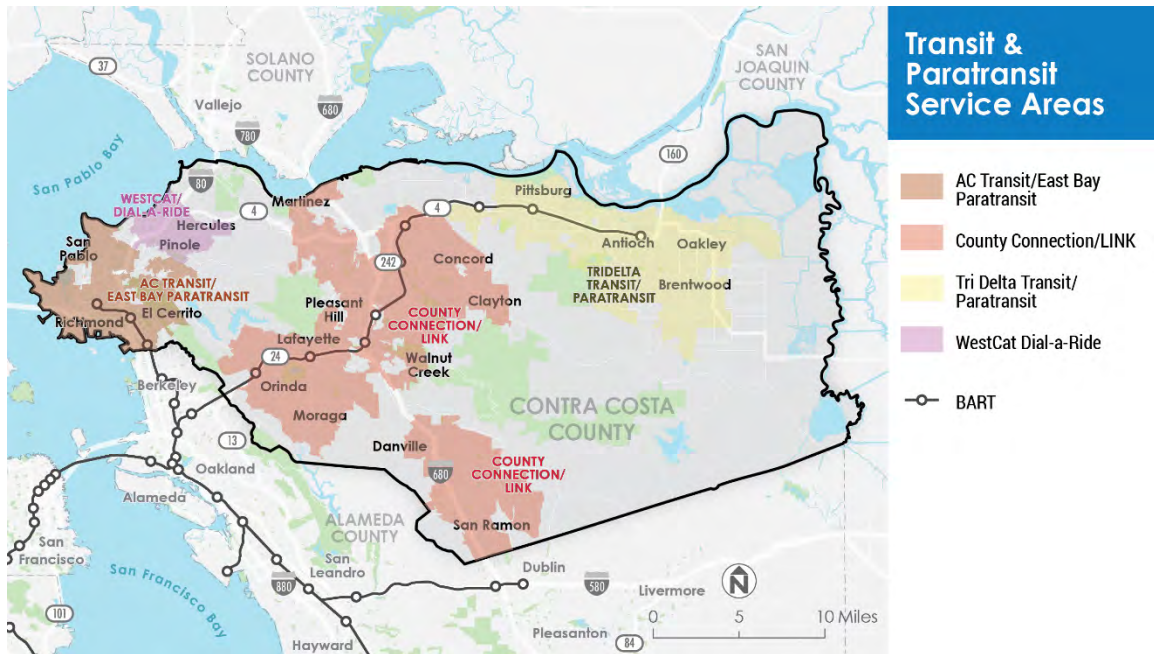 Transit &
Paratransit
Service Areas
AC Transit/East Bay
Paratransit
County Connection/LINK
Tri Delta Transit/
Paratransit
WestCat Dial-a-Ride
BART
SOLANO
COUNTY
SAN
JOAQUIN
COUNTY
37
Vallejo
680
780
160
San Pablo Bay
80
WESTCAT/
DIAL-A-RIDE
Martinez
4
Hercules
Pinole
4
Pittsburg
San
Pablo
242
Concord
Antioch
Oakley
AC TRANSIT/
EAST BAY PARATRANSIT
TRIDELTA
TRANSIT/
PARATRANSIT
Brentwood
Richmond
El Cerrito
Pleasant
Hill
Clayton
COUNTY
CONNECTION/
LINK
Lafayette
24
Walnut
Creek
Berkeley
Orinda
Moraga
CONTRA COSTA
COUNTY
13
Danville
Oakland
680
COUNTY
CONNECTION/
LINK
Alameda
ALAMEDA
COUNTY
San Ramon
San
Francisco
San
Leandro
Dublin
San Francisco Bay
880
580
Livermore
N
101
0
5
10 Miles
Hayward
Pleasanton
84